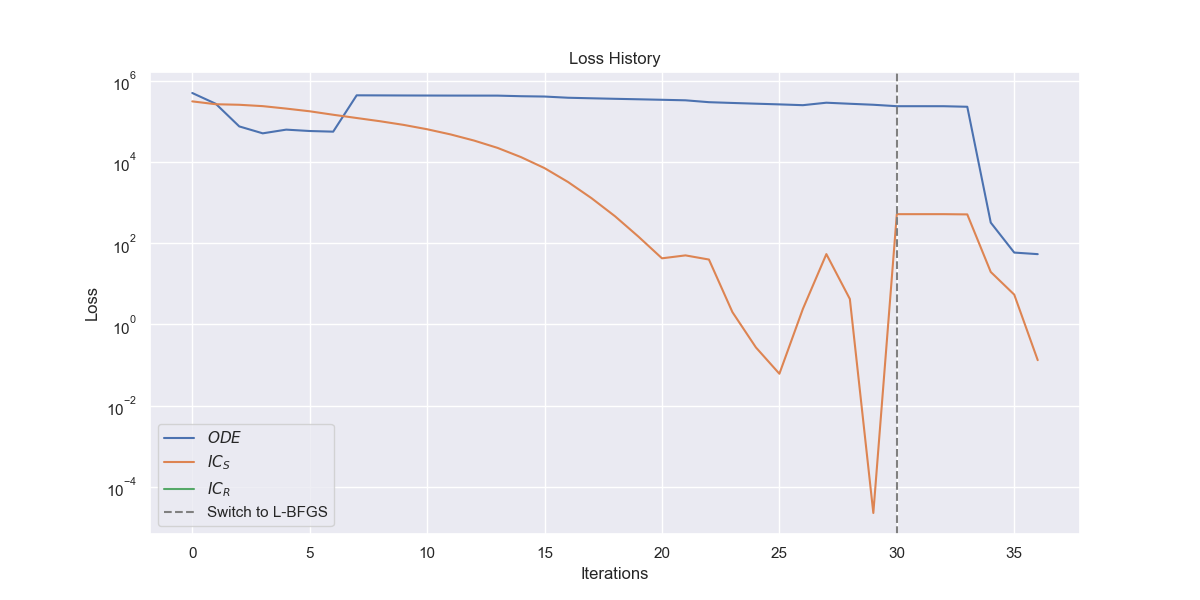 Loss History
10^6
10^4
10^2
10^0
10^−2
10^−4
Loss
ODE
IC_S
IC_R
Switch to L-BFGS
0 5 10 15 20 25 30 35
Iterations